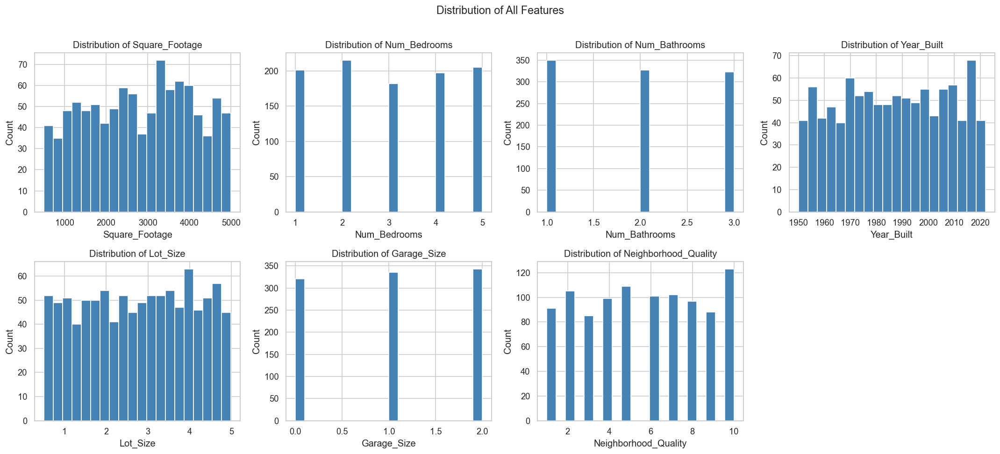 Distribution of All Features
Distribution of Square_Footage
70
60
50
40
30
20
10
0
Count
1000 2000 3000 4000 5000
Square_Footage
Distribution of Num_Bedrooms
200
150
100
50
0
Count
1 2 3 4 5
Num_Bedrooms
Distribution of Num_Bathrooms
350
300
250
200
150
100
50
0
Count
1.0 1.5 2.0 2.5 3.0
Num_Bathrooms
Distribution of Year_Built
70
60
50
40
30
20
10
0
Count
1950 1960 1970 1980 1990 2000 2010 2020
Year_Built
Distribution of Lot_Size
60
50
40
30
20
10
0
Count
1 2 3 4 5
Lot_Size
Distribution of Garage_Size
350
300
250
200
150
100
50
0
Count
0.0 0.5 1.0 1.5 2.0
Garage_Size
Distribution of Neighborhood_Quality
120
100
80
60
40
20
0
Count
2 4 6 8 10
Neighborhood_Quality